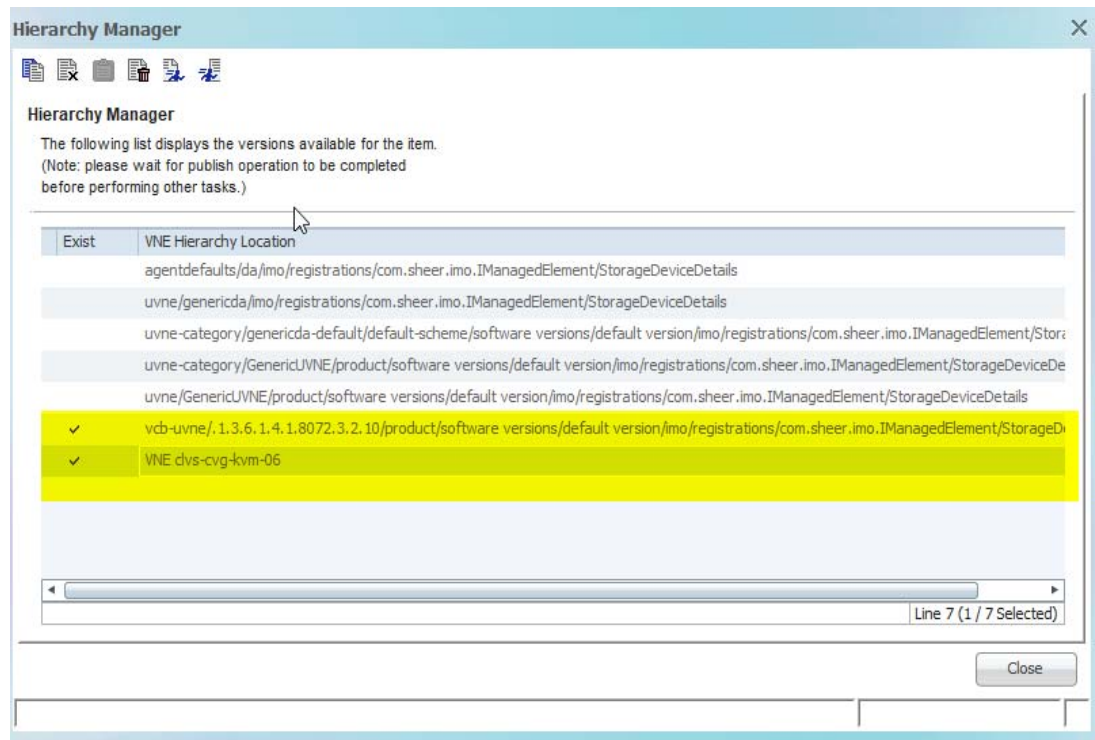 Hierarchy Manager
Hierarchy Manager
The following list displays the versions available for the item.
(Note: please wait for publish operation to be completed
before performing other tasks.)
Exist VNE Hierarchy Location
agentdefaults/da/imo/registrations/com.sheer.imo.IManagedElement/StorageDeviceDetails
uvne/genericda/imo/registrations/com.sheer.imo.IManagedElement/StorageDeviceDetails
uvne-category/genericda-default/default-scheme/software versions/default version/imo/registrations/com.sheer.imo.IManagedElement/Stora
uvne-category/GenericUVNE/product/software versions/default version/imo/registrations/com.sheer.imo.IManagedElement/StorageDeviceDe
uvne/GenericUVNE/product/software versions/default version/imo/registrations/com.sheer.imo.IManagedElement/StorageDeviceDetails
✓ vcb-uvne/.1.3.6.1.4.1.8072.3.2.10/product/software versions/default version/imo/registrations/com.sheer.imo.IManagedElement/StorageD
✓ VNE clvs-cvg-kvm-06
Line 7 (1 / 7 Selected)
Close